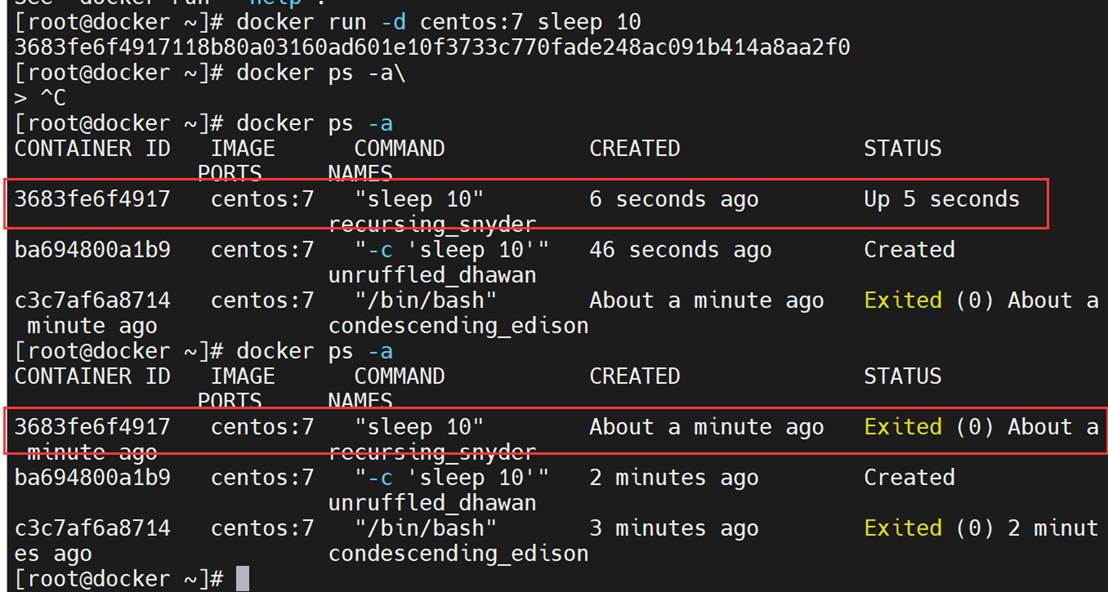 See 'docker run --help'.
[root@docker ~]# docker run -d centos:7 sleep 10
3683fe6f4917118b80a03160ad601e10f3733c770fade248ac091b414a8aa2f0
[root@docker ~]# docker ps -a\
> ^C
[root@docker ~]# docker ps -a
CONTAINER ID   IMAGE      COMMAND           CREATED              STATUS
              PORTS     NAMES
3683fe6f4917   centos:7   "sleep 10"        6 seconds ago        Up 5 seconds
                        recursing_snyder
ba694800a1b9   centos:7   "-c 'sleep 10'"   46 seconds ago       Created
                        unruffled_dhawan
c3c7af6a8714   centos:7   "/bin/bash"       About a minute ago   Exited (0) About a
 minute ago             condescending_edison
[root@docker ~]# docker ps -a
CONTAINER ID   IMAGE      COMMAND           CREATED              STATUS
              PORTS     NAMES
3683fe6f4917   centos:7   "sleep 10"        About a minute ago   Exited (0) About a
 minute ago             recursing_snyder
ba694800a1b9   centos:7   "-c 'sleep 10'"   2 minutes ago        Created
                        unruffled_dhawan
c3c7af6a8714   centos:7   "/bin/bash"       3 minutes ago        Exited (0) 2 minut
es ago                  condescending_edison
[root@docker ~]#